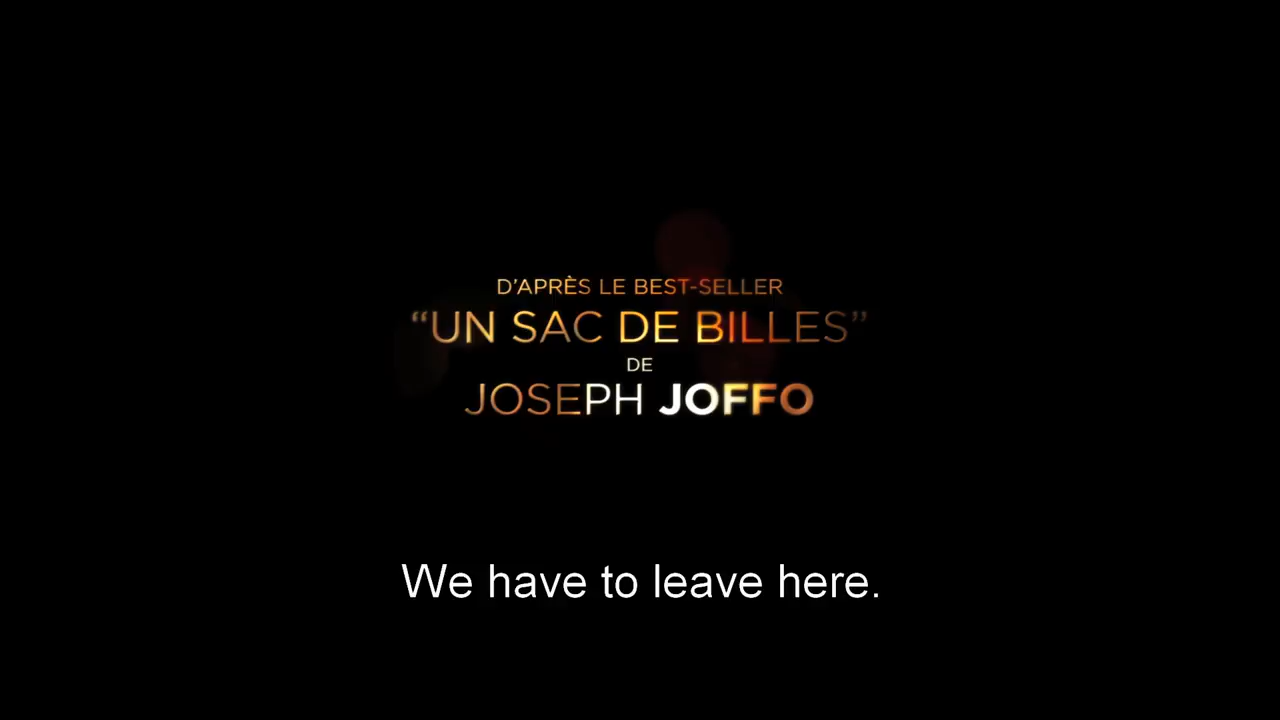 D'APRÈS LE BEST-SELLER
“UN SAC DE BILLES”
DE
JOSEPH JOFFO
We have to leave here.